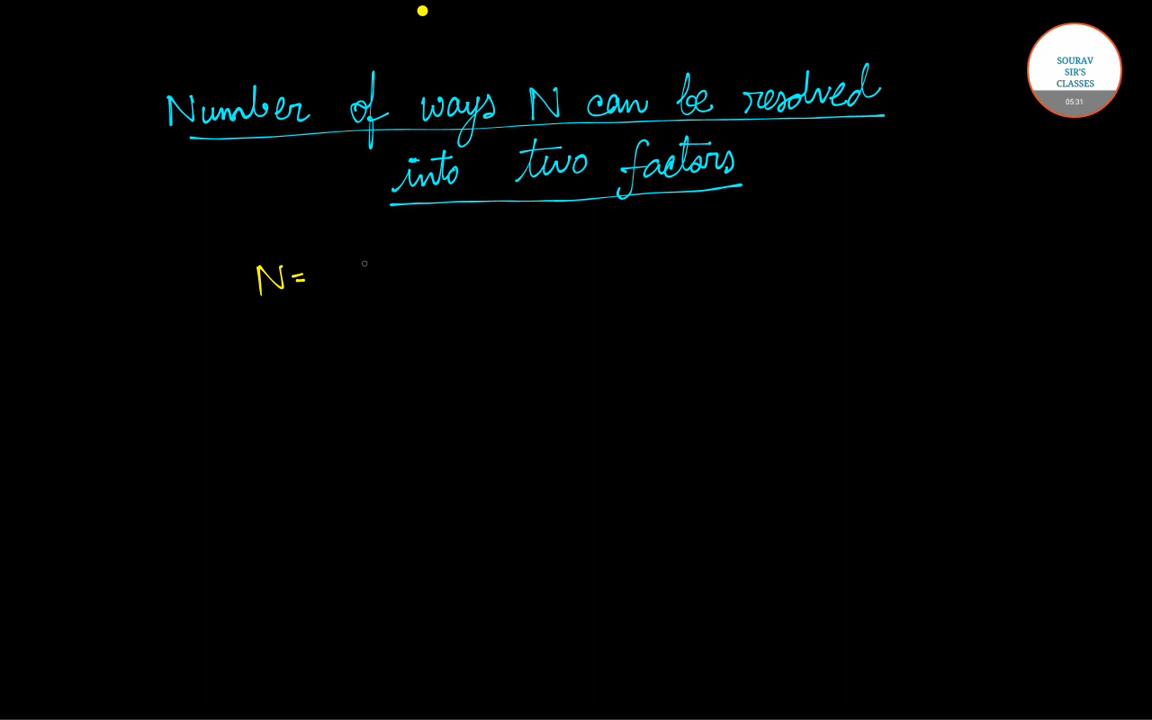 Number of ways N can be resolved
into two factors
N=
SOURAV
SIR'S
CLASSES
05:31